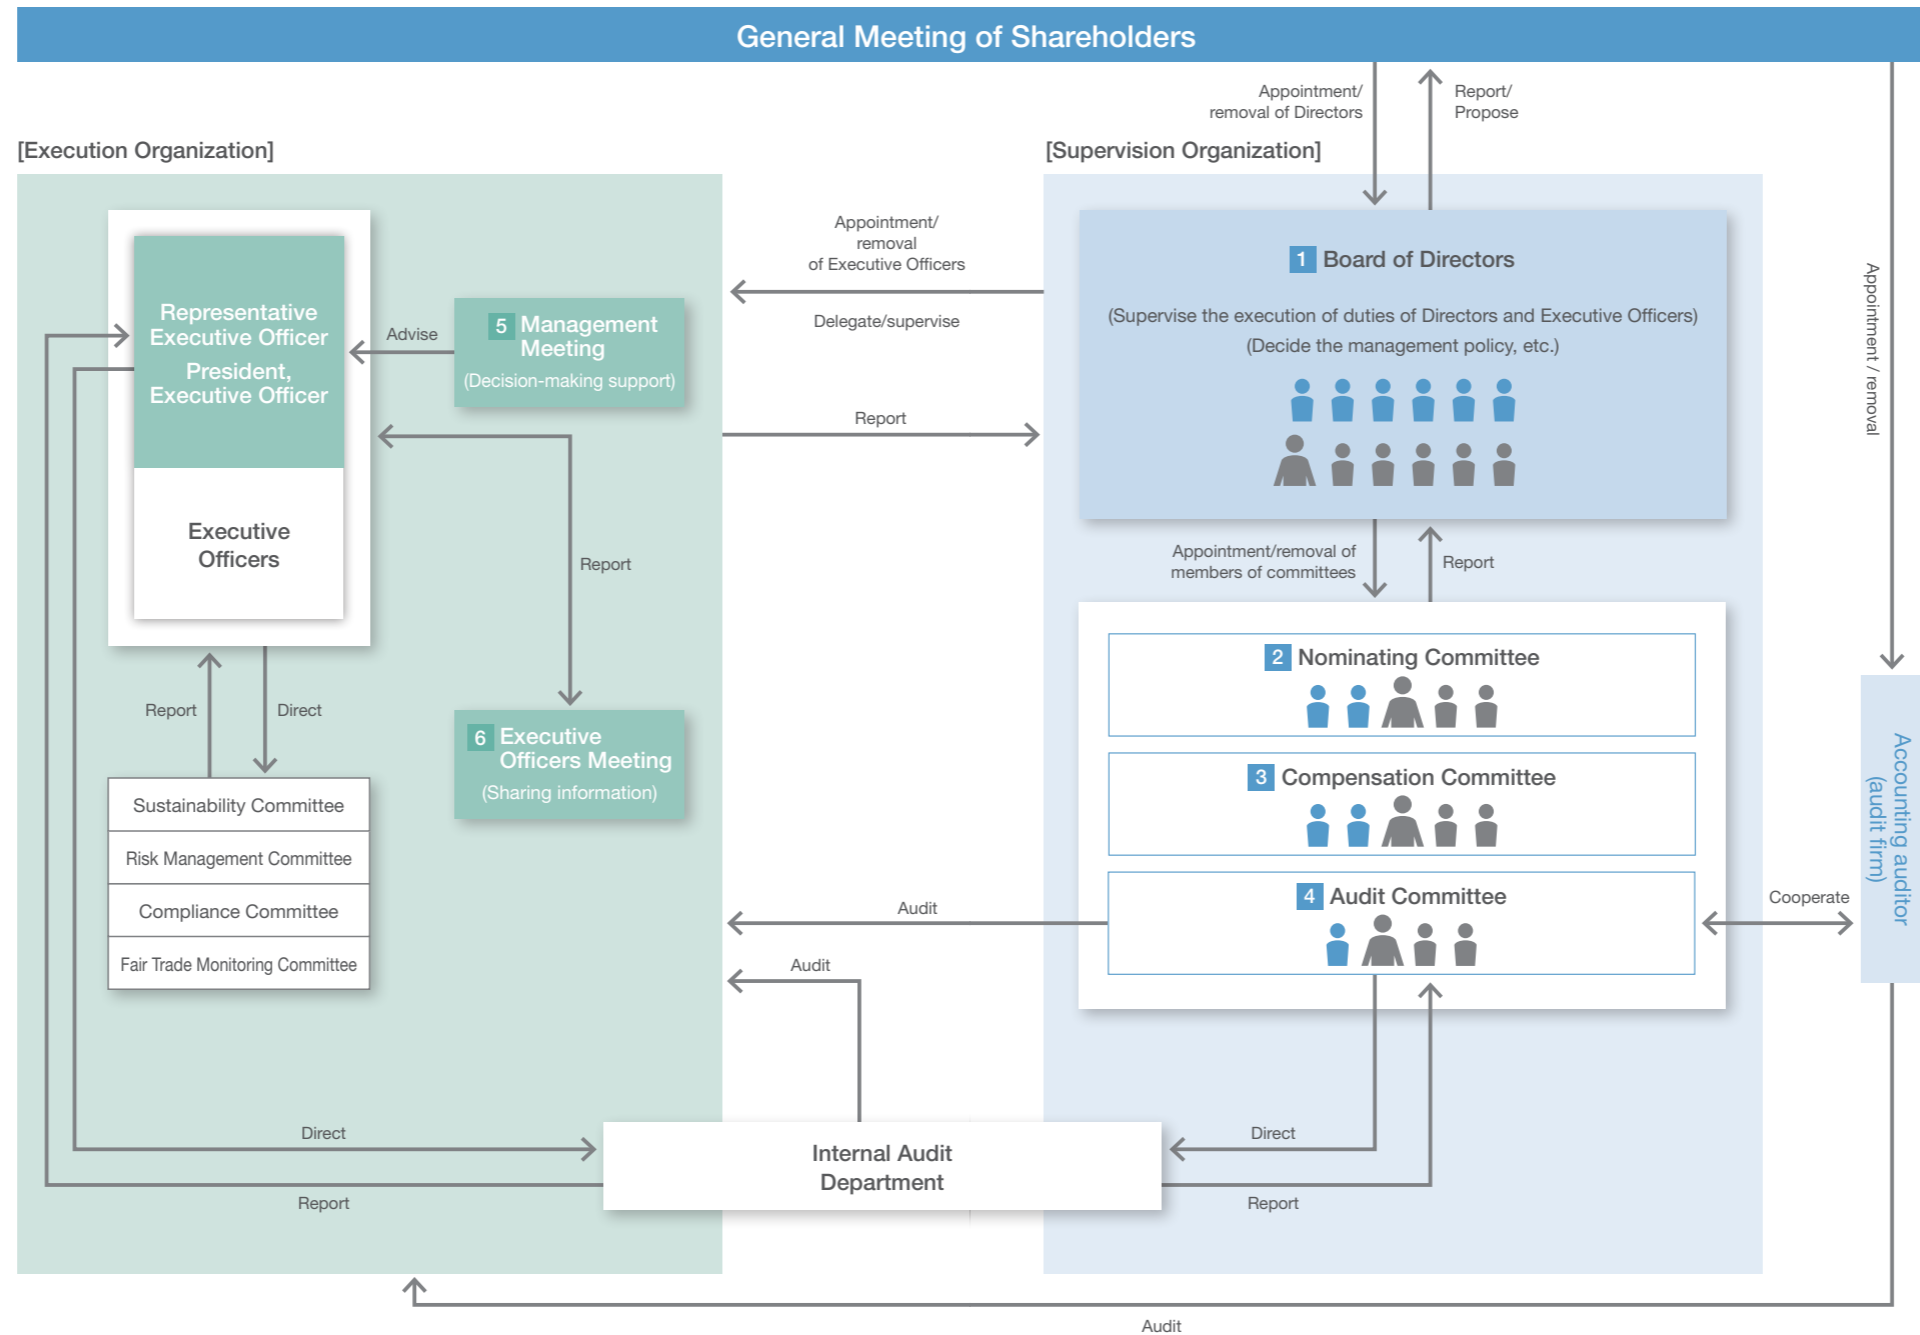 General Meeting of Shareholders
Appointment/
removal of Directors
Report/
Propose
[Execution Organization]
[Supervision Organization]
Representative
Executive Officer
President,
Executive Officer
Executive
Officers
Advise
5 Management
Meeting
(Decision-making support)
Appointment/
removal
of Executive Officers
Delegate/supervise
Report
1 Board of Directors
(Supervise the execution of duties of Directors and Executive Officers)
(Decide the management policy, etc.)
Appointment / removal
Report
Appointment/removal of
members of committees
Report
Report
Direct
6 Executive
Officers Meeting
(Sharing information)
2 Nominating Committee
3 Compensation Committee
4 Audit Committee
Sustainability Committee
Risk Management Committee
Compliance Committee
Fair Trade Monitoring Committee
Audit
Audit
Cooperate
Accounting auditor
(audit firm)
Direct
Report
Internal Audit
Department
Direct
Report
Audit